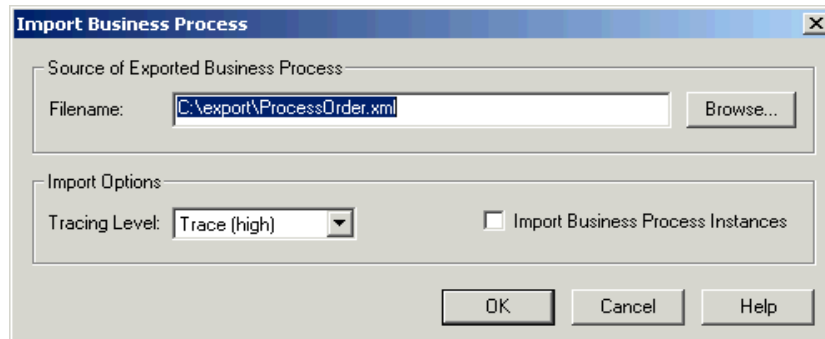 Import Business Process
Source of Exported Business Process
Filename: C:\export\ProcessOrder.xml Browse...
Import Options
Tracing Level: Trace (high) Import Business Process Instances
OK Cancel Help